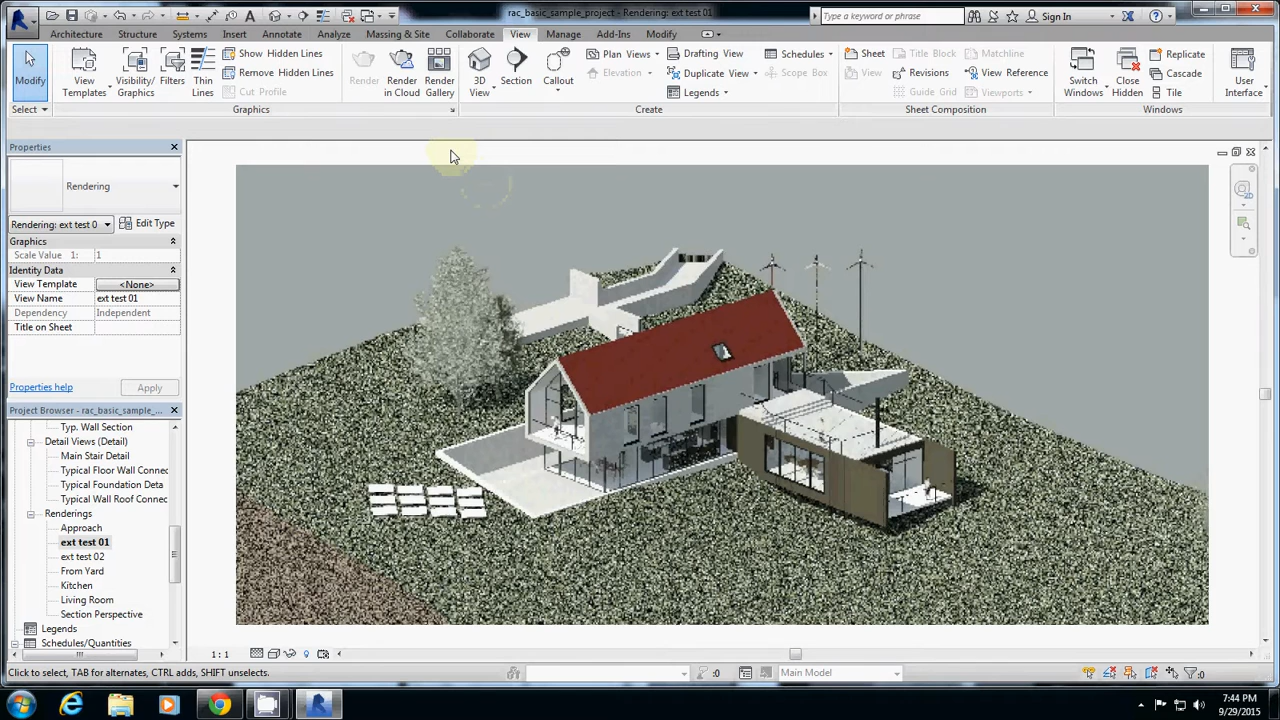 rac_basic_sample_project - Rendering: ext test 01
Type a keyword or phrase
Sign In
Architecture Structure Systems Insert Annotate Analyze Massing & Site Collaborate View Manage Add-Ins Modify
Modify
View
Templates
Visibility/
Graphics
Filters
Thin
Lines
Show Hidden Lines
Remove Hidden Lines
Cut Profile
Render
Render
in Cloud
Render
Gallery
3D
View
Section
Callout
Plan Views
Elevation
Drafting View
Duplicate View
Legends
Schedules
Scope Box
Sheet
View
Title Block
Revisions
Guide Grid
Matchline
View Reference
Viewports
Switch
Windows
Close
Hidden
Replicate
Cascade
Tile
User
Interface
Select
Graphics
Create
Sheet Composition
Windows
Properties
Rendering
Rendering: ext test 0
Edit Type
Graphics
Scale Value 1: 1
Identity Data
View Template <None>
View Name ext test 01
Dependency Independent
Title on Sheet
Properties help
Apply
Project Browser - rac_basic_sample_...
Typ. Wall Section
Detail Views (Detail)
Main Stair Detail
Typical Floor Wall Connec
Typical Foundation Deta
Typical Wall Roof Connec
Renderings
Approach
ext test 01
ext test 02
From Yard
Kitchen
Living Room
Section Perspective
Legends
Schedules/Quantities
1 : 1
Click to select, TAB for alternates, CTRL adds, SHIFT unselects.
:0
Main Model
:0
7:44 PM
9/29/2015